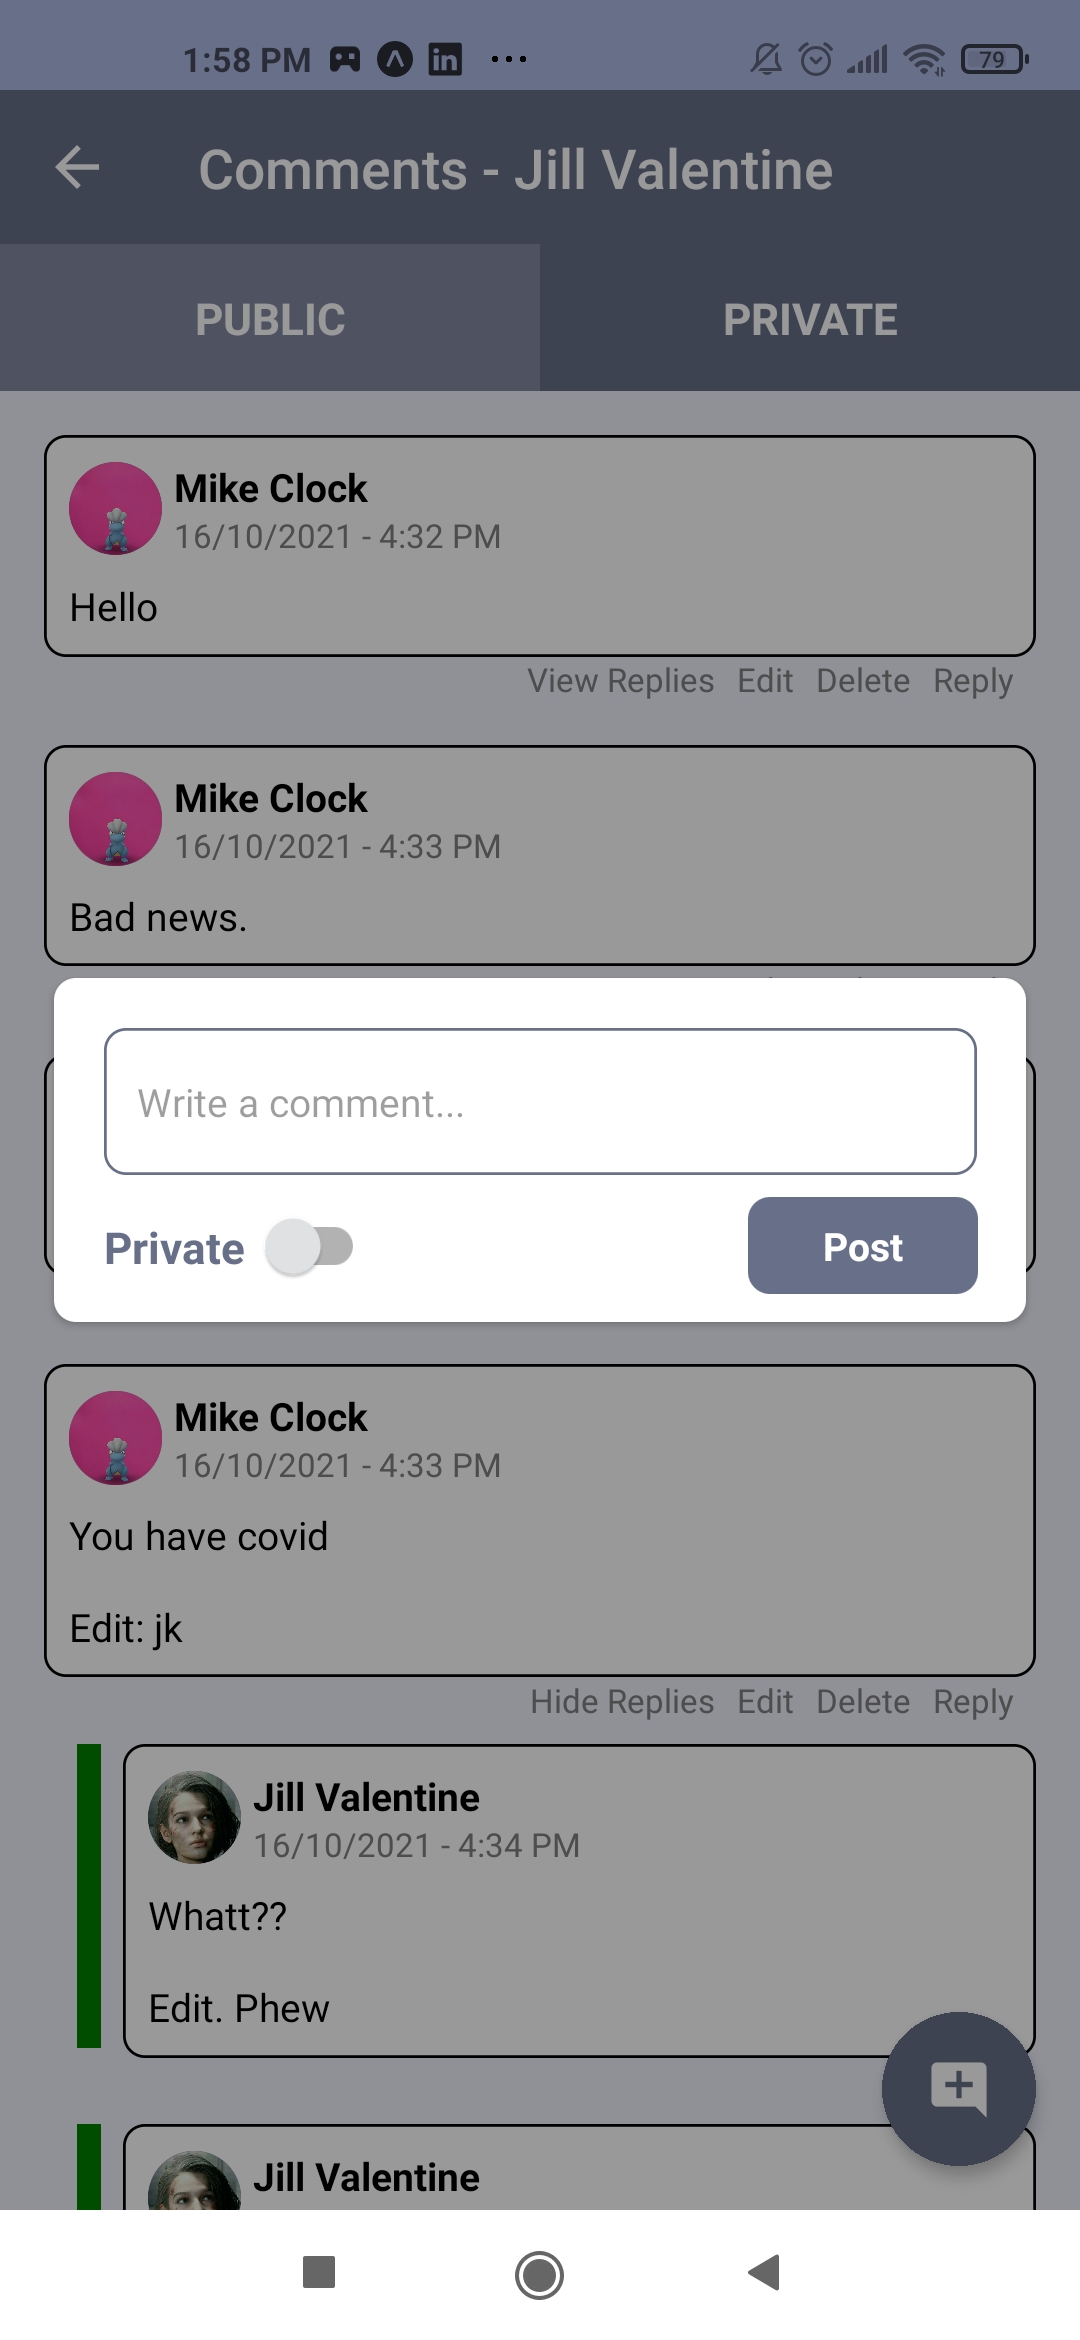 1:58 PM in ... 79
Comments - Jill Valentine
PUBLIC PRIVATE
Mike Clock
16/10/2021 - 4:32 PM
Hello
View Replies Edit Delete Reply
Mike Clock
16/10/2021 - 4:33 PM
Bad news.
Write a comment...
Private Post
Mike Clock
16/10/2021 - 4:33 PM
You have covid
Edit: jk
Hide Replies Edit Delete Reply
Jill Valentine
16/10/2021 - 4:34 PM
Whatt??
Edit. Phew
Jill Valentine